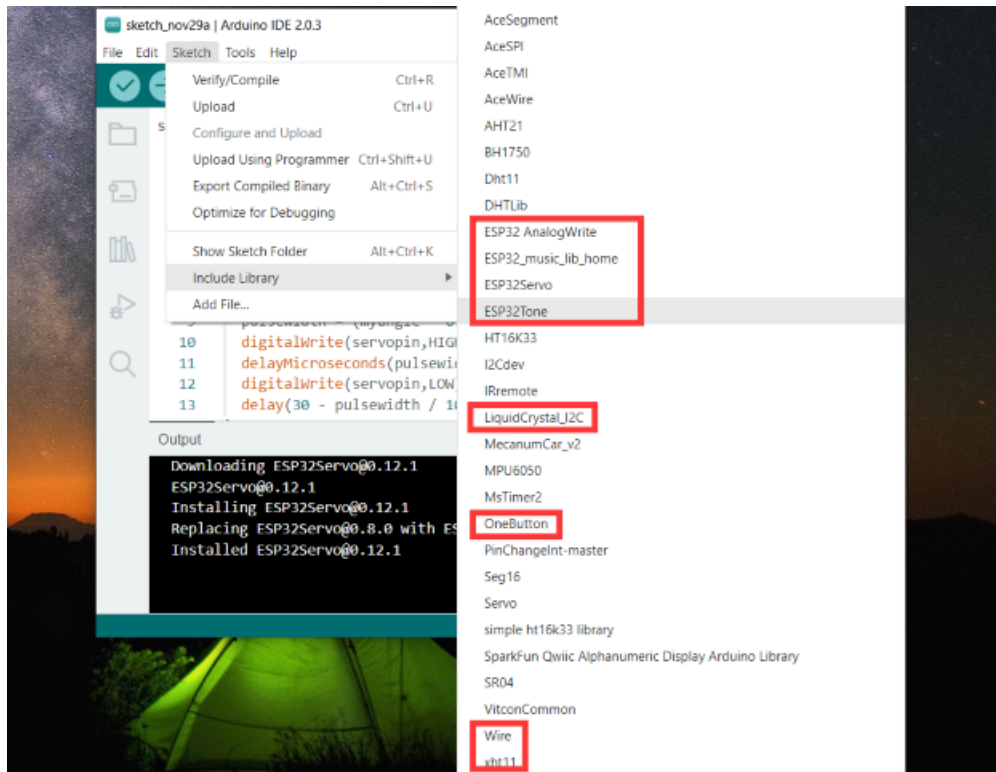 sketch_nov29a | Arduino IDE 2.0.3
File Edit Sketch Tools Help
Verify/Compile Ctrl+R
Upload Ctrl+U
Configure and Upload
Upload Using Programmer Ctrl+Shift+U
Export Compiled Binary Alt+Ctrl+S
Optimize for Debugging
Show Sketch Folder Alt+Ctrl+K
Include Library
Add File...
10 digitalWrite(servopin,HIGH
11 delayMicroseconds(pulsewi
12 digitalWrite(servopin,LOW
13 delay(30 - pulsewidth / 10
Output
Downloading ESP32Servo@0.12.1
ESP32Servo@0.12.1
Installing ESP32Servo@0.12.1
Replacing ESP32Servo@0.8.0 with ES
Installed ESP32Servo@0.12.1
AceSegment
AceSPI
AceTMI
AceWire
AHT21
BH1750
Dht11
DHTLib
ESP32 AnalogWrite
ESP32_music_lib_home
ESP32Servo
ESP32Tone
HT16K33
I2Cdev
IRremote
LiquidCrystal_I2C
MecanumCar_v2
MPU6050
MsTimer2
OneButton
PinChangeInt-master
Seg16
Servo
simple ht16k33 library
SparkFun Qwiic Alphanumeric Display Arduino Library
SR04
VitconCommon
Wire
xht11